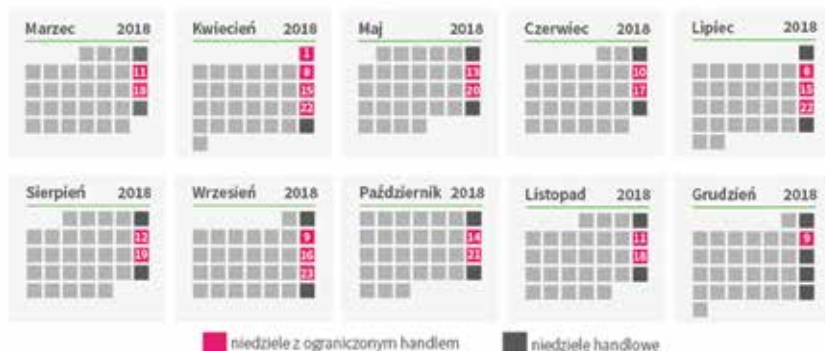 Marzec 2018
11
18
Kwiecień 2018
1
8
15
22
Maj 2018
13
20
Czerwiec 2018
10
17
Lipiec 2018
8
15
22
Sierpień 2018
12
19
Wrzesień 2018
9
16
23
Październik 2018
14
21
Listopad 2018
11
18
Grudzień 2018
9
niedziele z ograniczonym handlem
niedziele handlowe